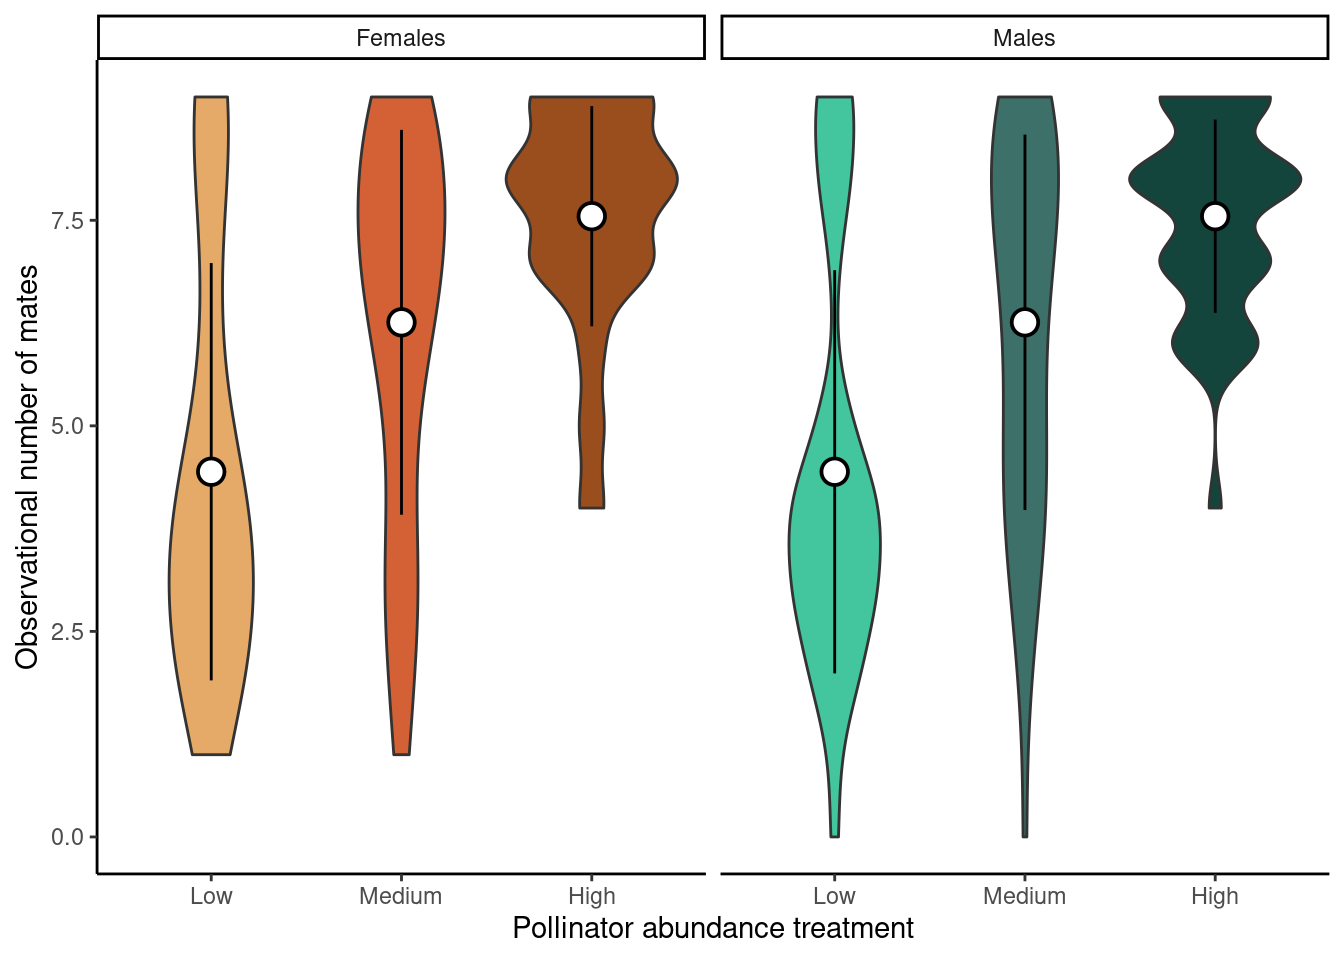 Females
Males
Observational number of mates
7.5
5.0
2.5
0.0
Low
Medium
High
Low
Medium
High
Pollinator abundance treatment